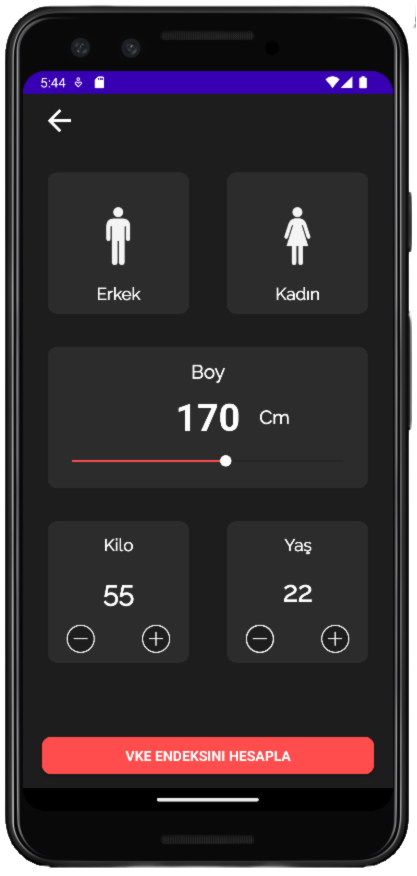 5:44
Erkek
Kadın
Boy
170 Cm
Kilo
Yaş
55
22
VKE ENDEKSINI HESAPLA